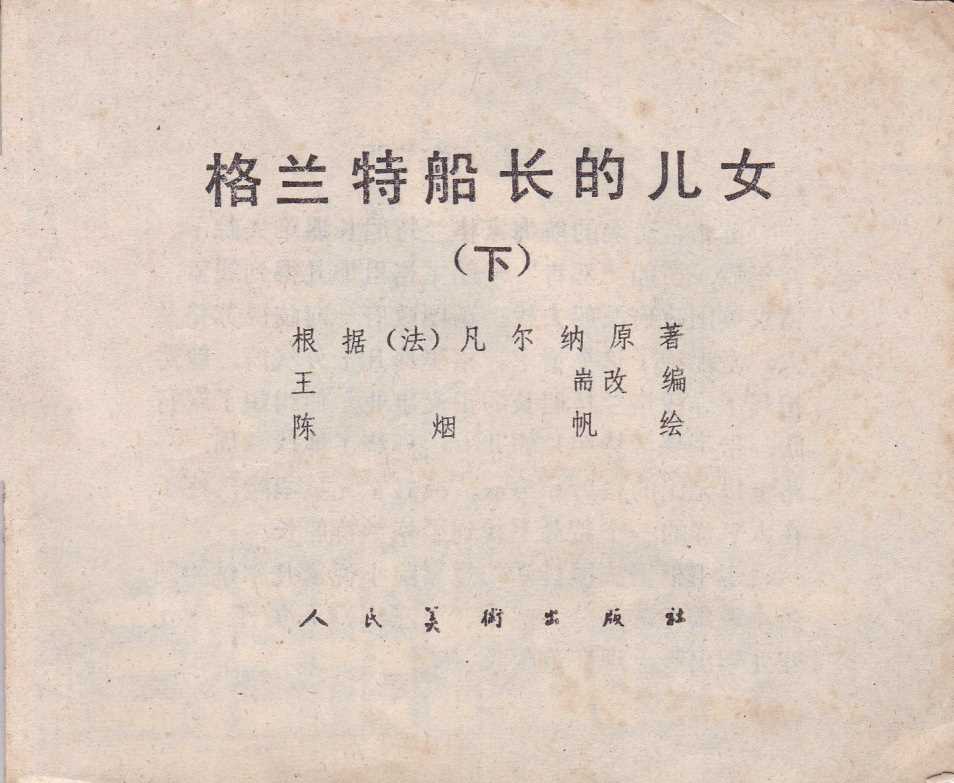 格兰特船长的儿女
（下）
根据（法）凡尔纳原著
王耑改编
陈烟帆绘
人民美術出版社